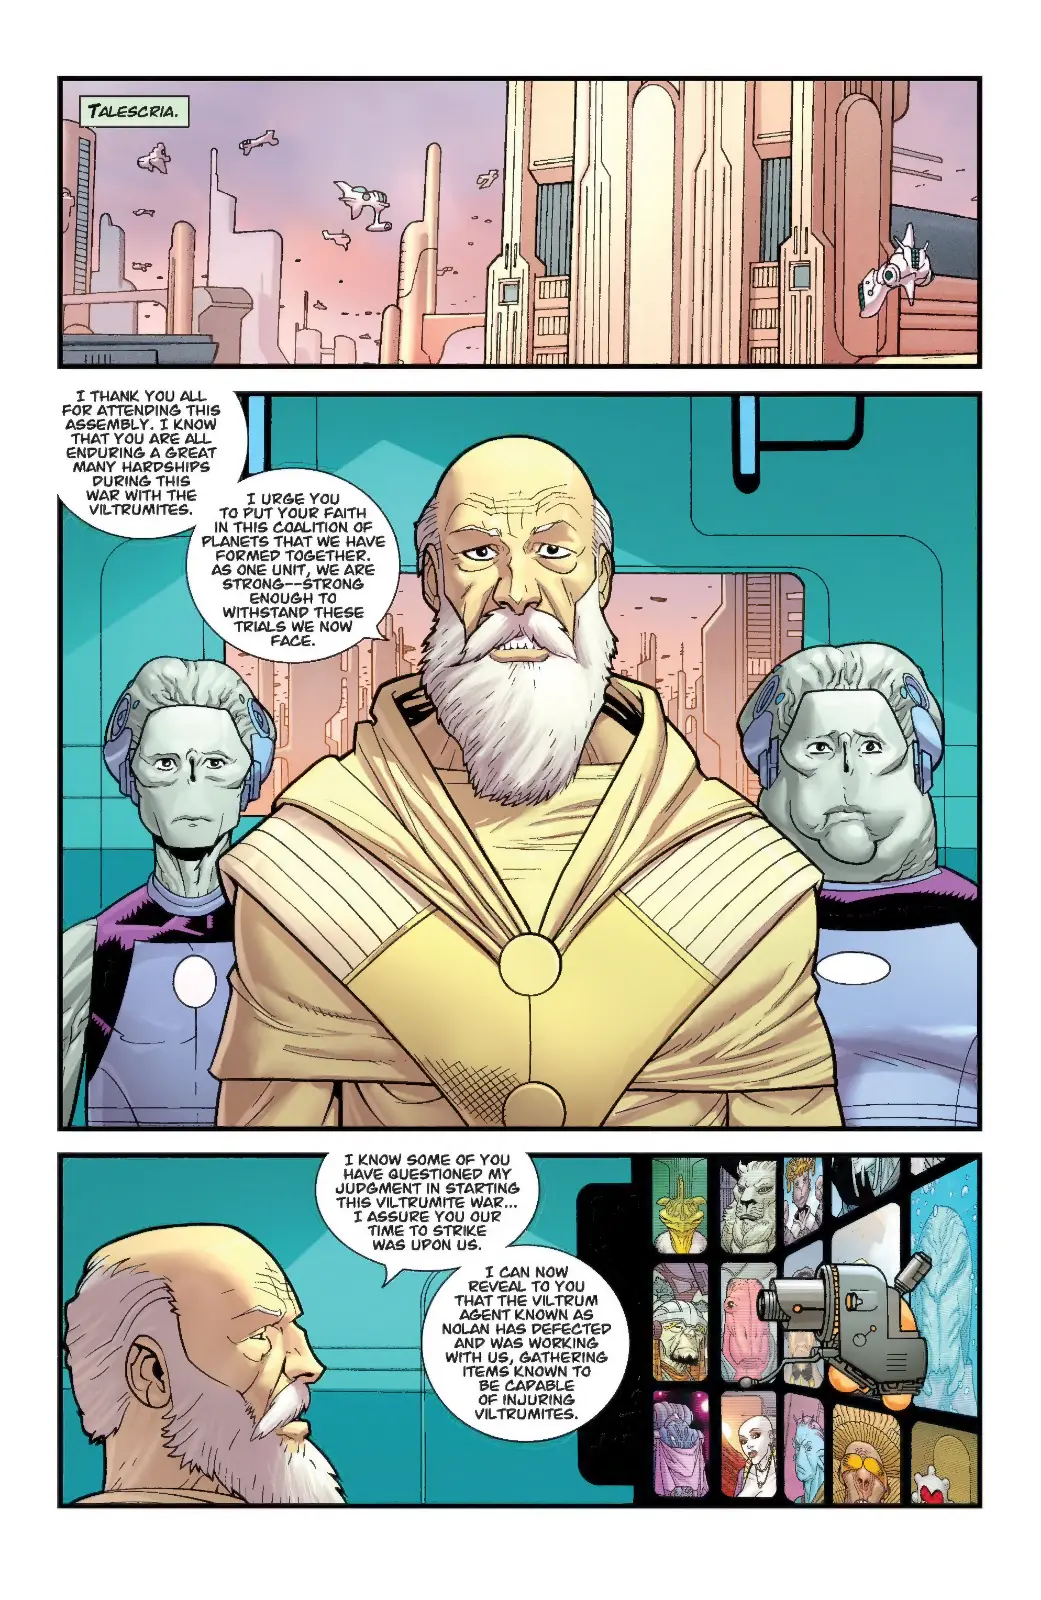 TALESCRIA.
I THANK YOU ALL
FOR ATTENDING THIS
ASSEMBLY. I KNOW
THAT YOU ARE ALL
ENDURING A GREAT
MANY HARDSHIPS
DURING THIS
WAR WITH THE
VILTRUMITES.
I URGE YOU
TO PUT YOUR FAITH
IN THIS COALITION OF
PLANETS THAT WE HAVE
FORMED TOGETHER.
AS ONE UNIT, WE ARE
STRONG--STRONG
ENOUGH TO
WITHSTAND THESE
TRIALS WE NOW
FACE.
I KNOW SOME OF YOU
HAVE QUESTIONED MY
JUDGMENT IN STARTING
THIS VILTRUMITE WAR...
I ASSURE YOU OUR
TIME TO STRIKE
WAS UPON US.
I CAN NOW
REVEAL TO YOU
THAT THE VILTRUM
AGENT KNOWN AS
NOLAN HAS DEFECTED
AND WAS WORKING
WITH US, GATHERING
ITEMS KNOWN TO
BE CAPABLE
OF INJURING
VILTRUMITES.